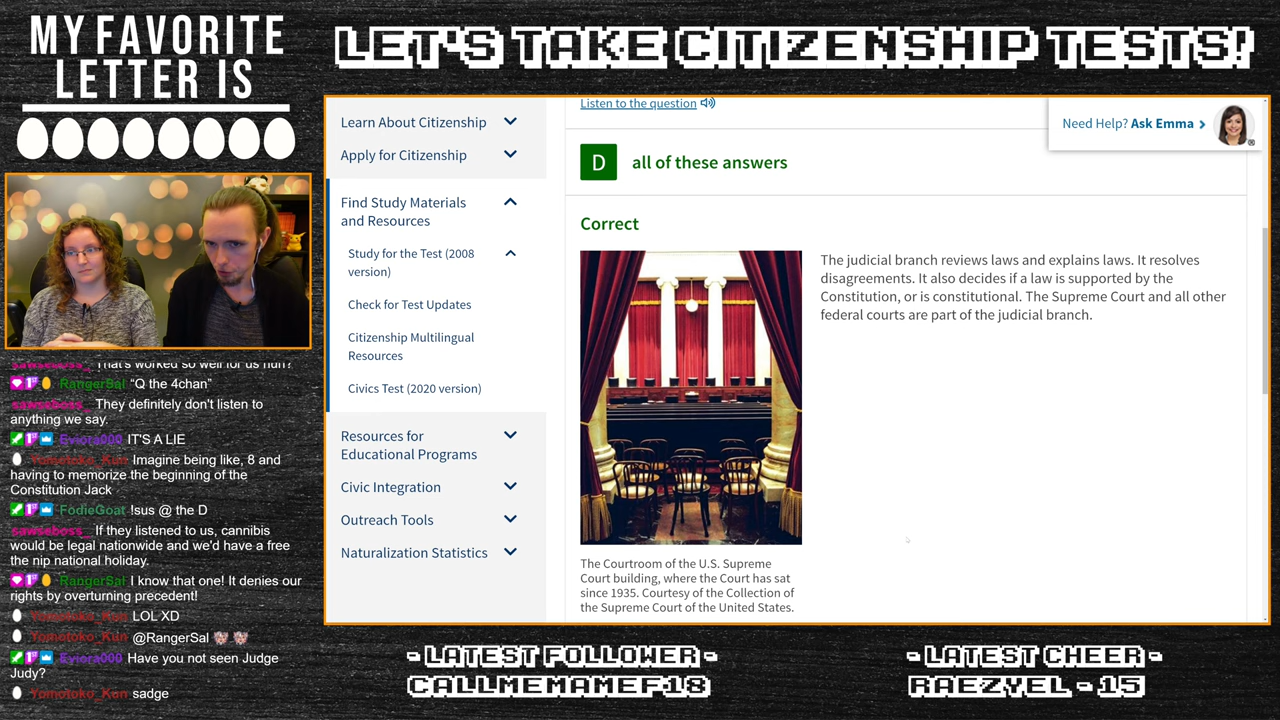 MY FAVORITE
LETTER IS
LET'S TAKE CITIZENSHIP TESTS!
That's worked so well for us huh?
RangerSal "Q the 4chan"
sawseboss_ They definitely don't listen to
anything we say.
Eviora000 IT'S A LIE
Yomotoko_Kun Imagine being like, 8 and
having to memorize the beginning of the
Constitution Jack
FodieGoat !sus @ the D
sawseboss_ If they listened to us, cannibis
would be legal nationwide and we'd have a free
the nip national holiday.
RangerSal I know that one! It denies our
rights by overturning precedent!
Yomotoko_Kun LOL XD
Yomotoko_Kun @RangerSal
Eviora000 Have you not seen Judge
Judy?
Yomotoko_Kun sadge
Learn About Citizenship
Apply for Citizenship
Find Study Materials
and Resources
Study for the Test (2008
version)
Check for Test Updates
Citizenship Multilingual
Resources
Civics Test (2020 version)
Resources for
Educational Programs
Civic Integration
Outreach Tools
Naturalization Statistics
Listen to the question
Need Help? Ask Emma
D all of these answers
Correct
The judicial branch reviews laws and explains laws. It resolves
disagreements. It also decides if a law is supported by the
Constitution, or is constitutional. The Supreme Court and all other
federal courts are part of the judicial branch.
The Courtroom of the U.S. Supreme
Court building, where the Court has sat
since 1935. Courtesy of the Collection of
the Supreme Court of the United States.
- LATEST FOLLOWER -
CALLMEMAMEF18
- LATEST CHEER -
RAEZYEL - 15